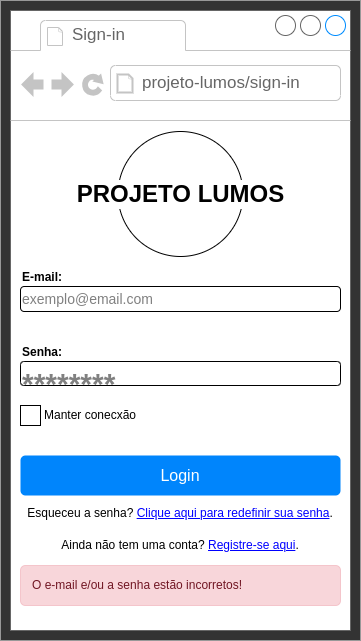 Sign-in
projeto-lumos/sign-in
PROJETO LUMOS
E-mail:
exemplo@email.com
Senha:
********
Manter conecxão
Login
Esqueceu a senha? Clique aqui para redefinir sua senha.
Ainda não tem uma conta? Registre-se aqui.
O e-mail e/ou a senha estão incorretos!